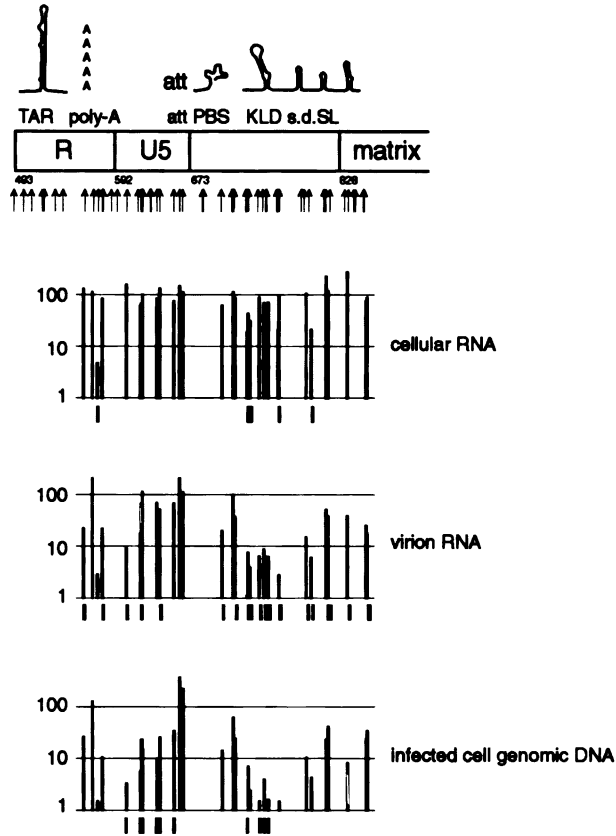 A
A
A
A
A
att
TAR poly-A att PBS KLD s.d.SL
R U5 matrix
493 592 673 828
100
10
1
cellular RNA
100
10
1
virion RNA
100
10
1
infected cell genomic DNA